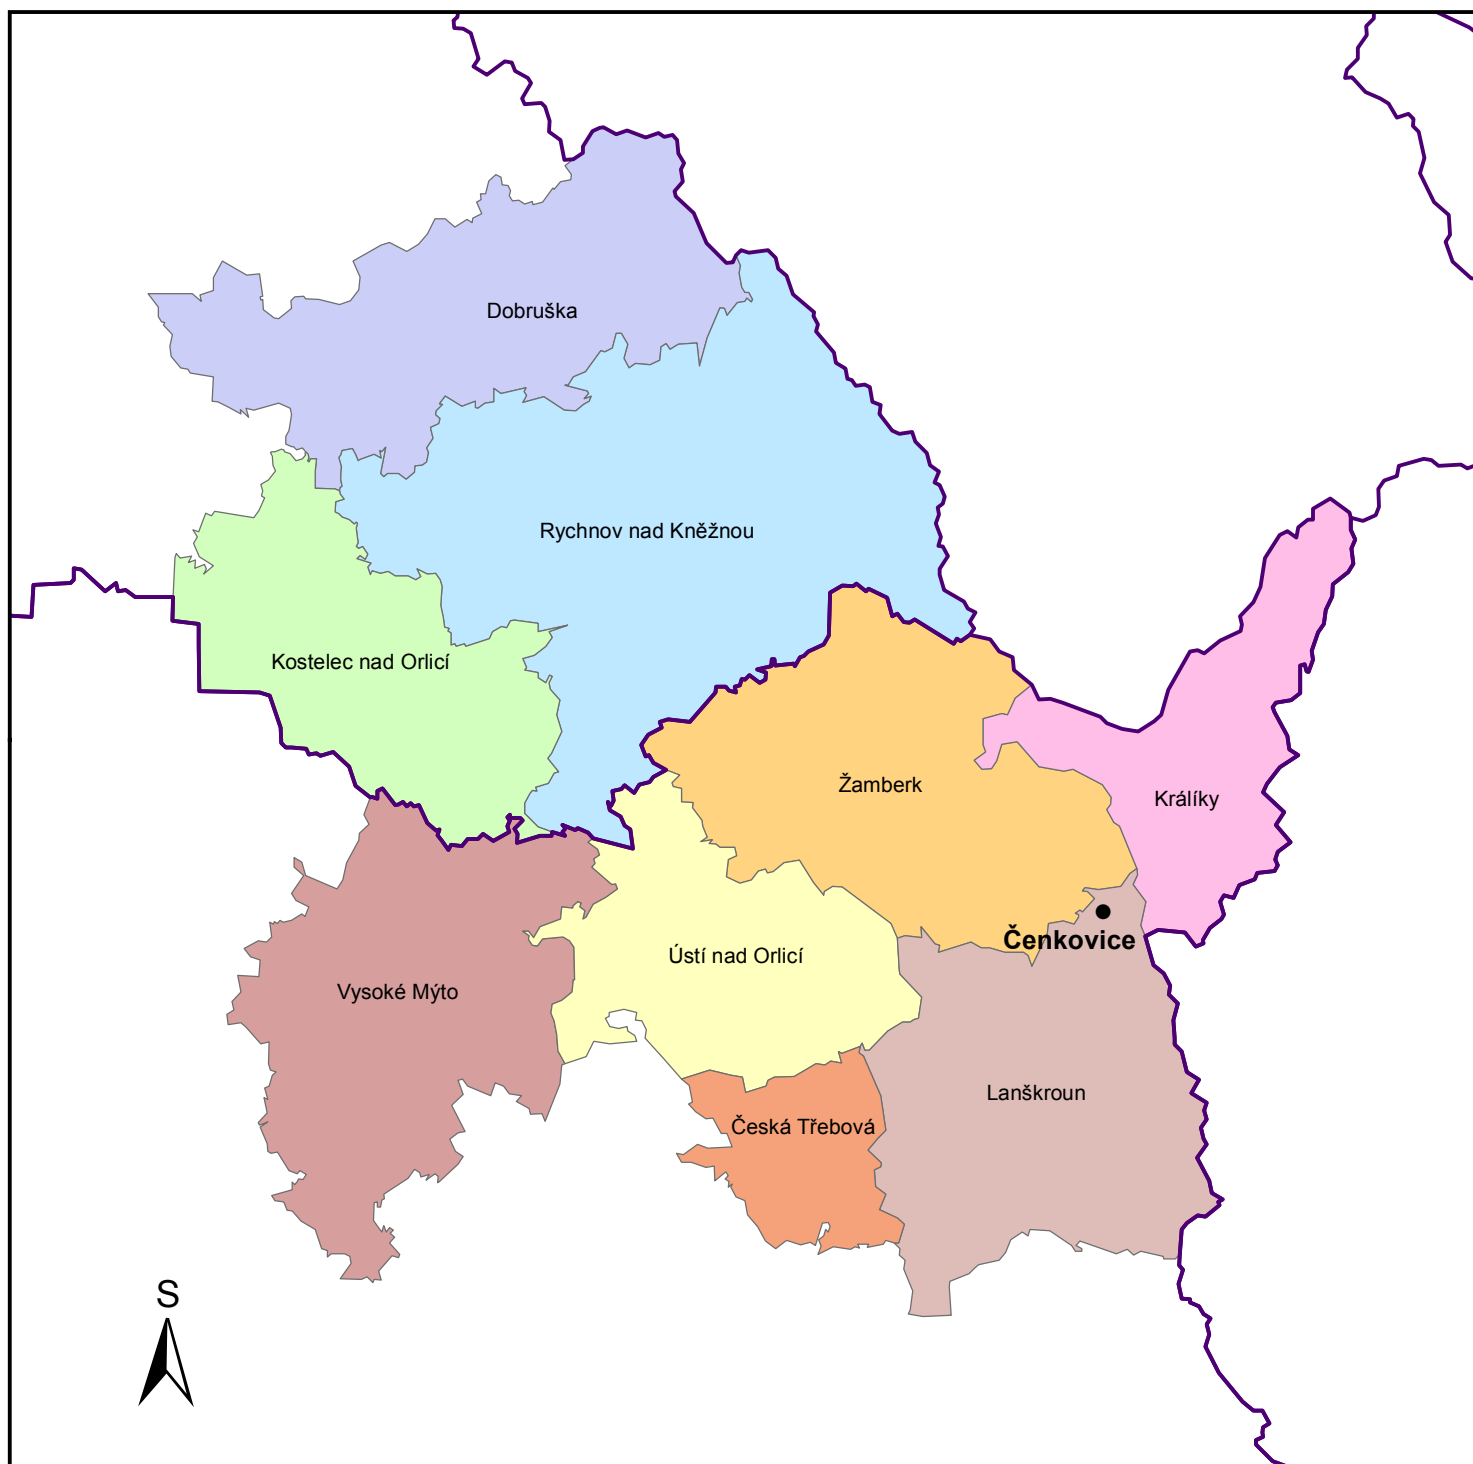 Dobruška
Rychnov nad Kněžnou
Kostelec nad Orlicí
Žamberk
Králíky
Čenkovice
Ústí nad Orlicí
Vysoké Mýto
Lanškroun
Česká Třebová
S